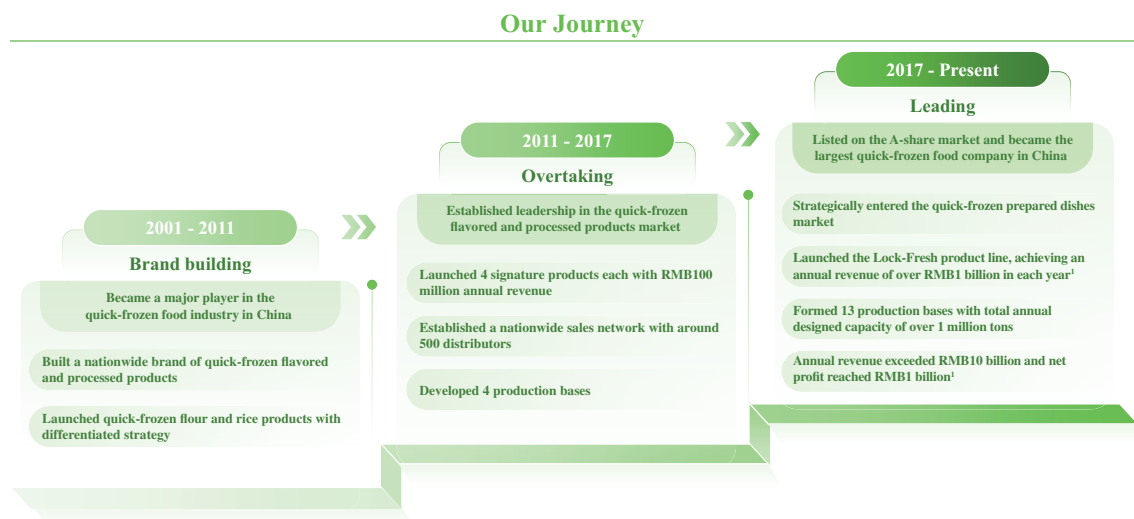 Our Journey
2001 - 2011
Brand building
Became a major player in the
quick-frozen food industry in China
Built a nationwide brand of quick-frozen flavored
and processed products
Launched quick-frozen flour and rice products with
differentiated strategy
2011 - 2017
Overtaking
Established leadership in the quick-frozen
flavored and processed products market
Launched 4 signature products each with RMB100
million annual revenue
Established a nationwide sales network with around
500 distributors
Developed 4 production bases
2017 - Present
Leading
Listed on the A-share market and became the
largest quick-frozen food company in China
Strategically entered the quick-frozen prepared dishes
market
Launched the Lock-Fresh product line, achieving an
annual revenue of over RMB1 billion in each year¹
Formed 13 production bases with total annual
designed capacity of over 1 million tons
Annual revenue exceeded RMB10 billion and net
profit reached RMB1 billion¹